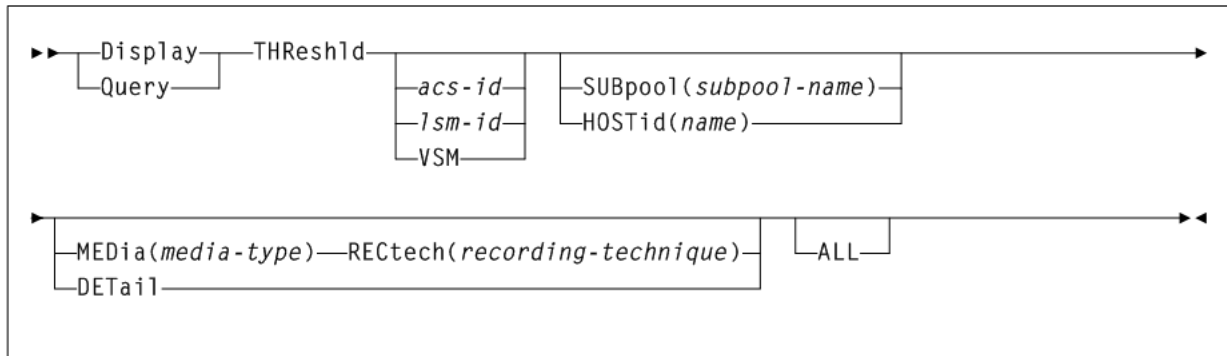 Display THReshld
Query
acs-id SUBpool(subpool-name)
lsm-id HOSTid(name)
VSM
MEDia(media-type) RECtech(recording-technique) ALL
DETail